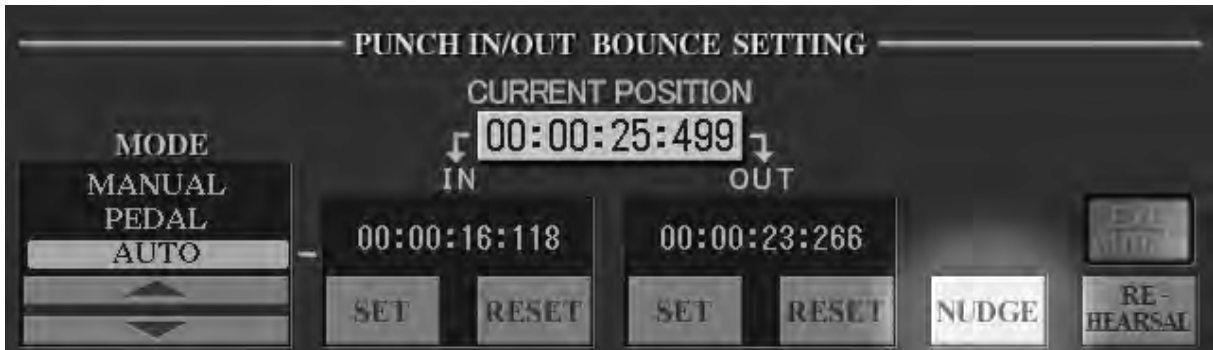 PUNCH IN/OUT BOUNCE SETTING
CURRENT POSITION
00:00:25:499
MODE
MANUAL
PEDAL
AUTO
IN
OUT
00:00:16:118
00:00:23:266
SET
RESET
SET
RESET
NUDGE
RE-
HEARSAL